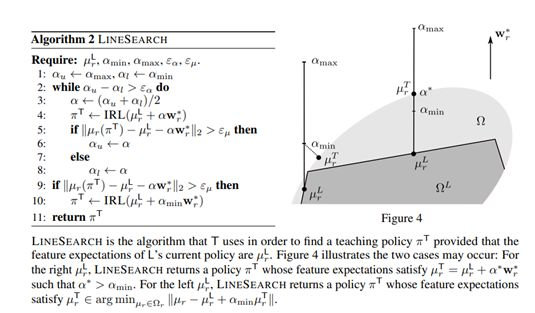 Algorithm 2 LINESEARCH
Require: μ_r^L, α_min, α_max, ε_α, ε_μ.
1: α_u ← α_max, α_l ← α_min
2: while α_u − α_l > ε_α do
3: α ← (α_u + α_l)/2
4: π^T ← IRL(μ_r^L + αw_r^*)
5: if ‖μ_r(π^T) − μ_r^L − αw_r^*‖_2 > ε_μ then
6: α_u ← α
7: else
8: α_l ← α
9: if ‖μ_r(π^T) − μ_r^L − αw_r^*‖_2 > ε_μ then
10: π^T ← IRL(μ_r^L + α_min w_r^*)
11: return π^T
α_max
α_min
μ_r^T
μ_r^L
α_max
w_r^*
μ_r^T
α^*
α_min
Ω
μ_r^L
Ω^L
Figure 4
LINESEARCH is the algorithm that T uses in order to find a teaching policy π^T provided that the
feature expectations of L's current policy are μ_r^L. Figure 4 illustrates the two cases may occur: For
the right μ_r^L, LINESEARCH returns a policy π^T whose feature expectations satisfy μ_r^T = μ_r^L + α^*w_r^*
such that α^* > α_min. For the left μ_r^L, LINESEARCH returns a policy π^T whose feature expectations
satisfy μ_r^T ∈ arg min_{μ_r∈Ω_r} ‖μ_r − μ_r^L + α_min μ_r^T‖.